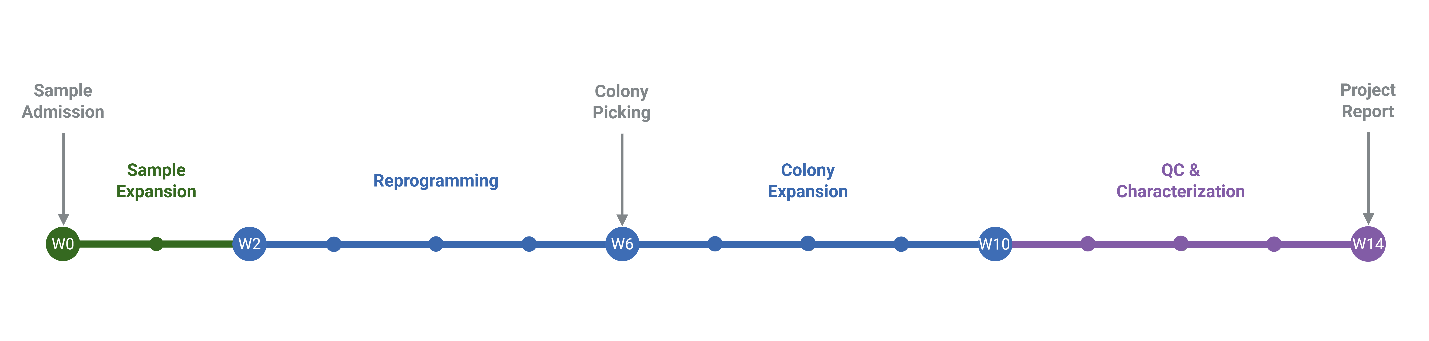 Sample
Admission
Colony
Picking
Project
Report
Sample
Expansion
Reprogramming
Colony
Expansion
QC &
Characterization
W0
W2
W6
W10
W14